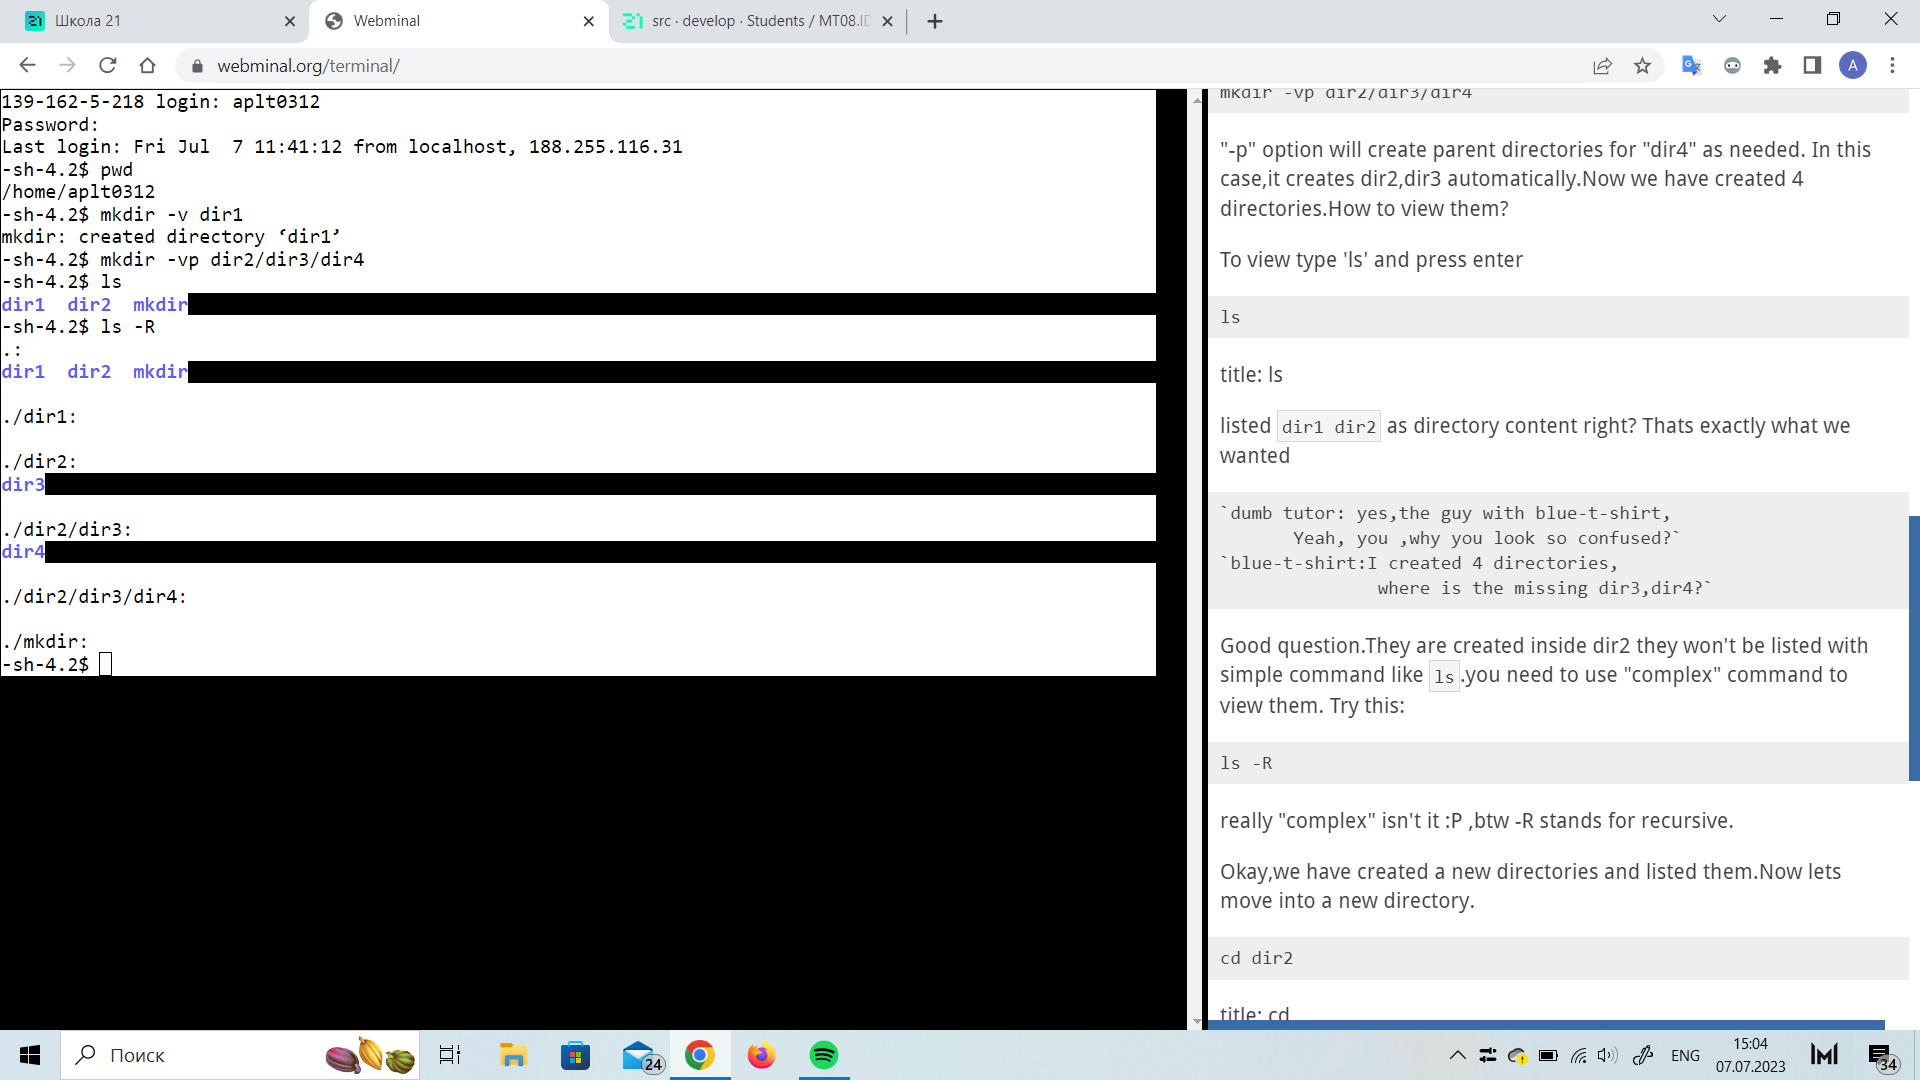 Школа 21
Webminal
src · develop · Students / MT08.ID
webminal.org/terminal/
A
139-162-5-218 login: aplt0312
Password:
Last login: Fri Jul  7 11:41:12 from localhost, 188.255.116.31
-sh-4.2$ pwd
/home/aplt0312
-sh-4.2$ mkdir -v dir1
mkdir: created directory ‘dir1’
-sh-4.2$ mkdir -vp dir2/dir3/dir4
-sh-4.2$ ls
dir1  dir2  mkdir
-sh-4.2$ ls -R
.:
dir1  dir2  mkdir
./dir1:
./dir2:
dir3
./dir2/dir3:
dir4
./dir2/dir3/dir4:
./mkdir:
-sh-4.2$
mkdir -vp dir2/dir3/dir4
"-p" option will create parent directories for "dir4" as needed. In this
case,it creates dir2,dir3 automatically.Now we have created 4
directories.How to view them?
To view type 'ls' and press enter
ls
title: ls
listed dir1 dir2 as directory content right? Thats exactly what we
wanted
`dumb tutor: yes,the guy with blue-t-shirt,
Yeah, you ,why you look so confused?`
`blue-t-shirt:I created 4 directories,
where is the missing dir3,dir4?`
Good question.They are created inside dir2 they won't be listed with
simple command like ls.you need to use "complex" command to
view them. Try this:
ls -R
really "complex" isn't it :P ,btw -R stands for recursive.
Okay,we have created a new directories and listed them.Now lets
move into a new directory.
cd dir2
title: cd
Поиск
24
ENG
15:04
07.07.2023
34